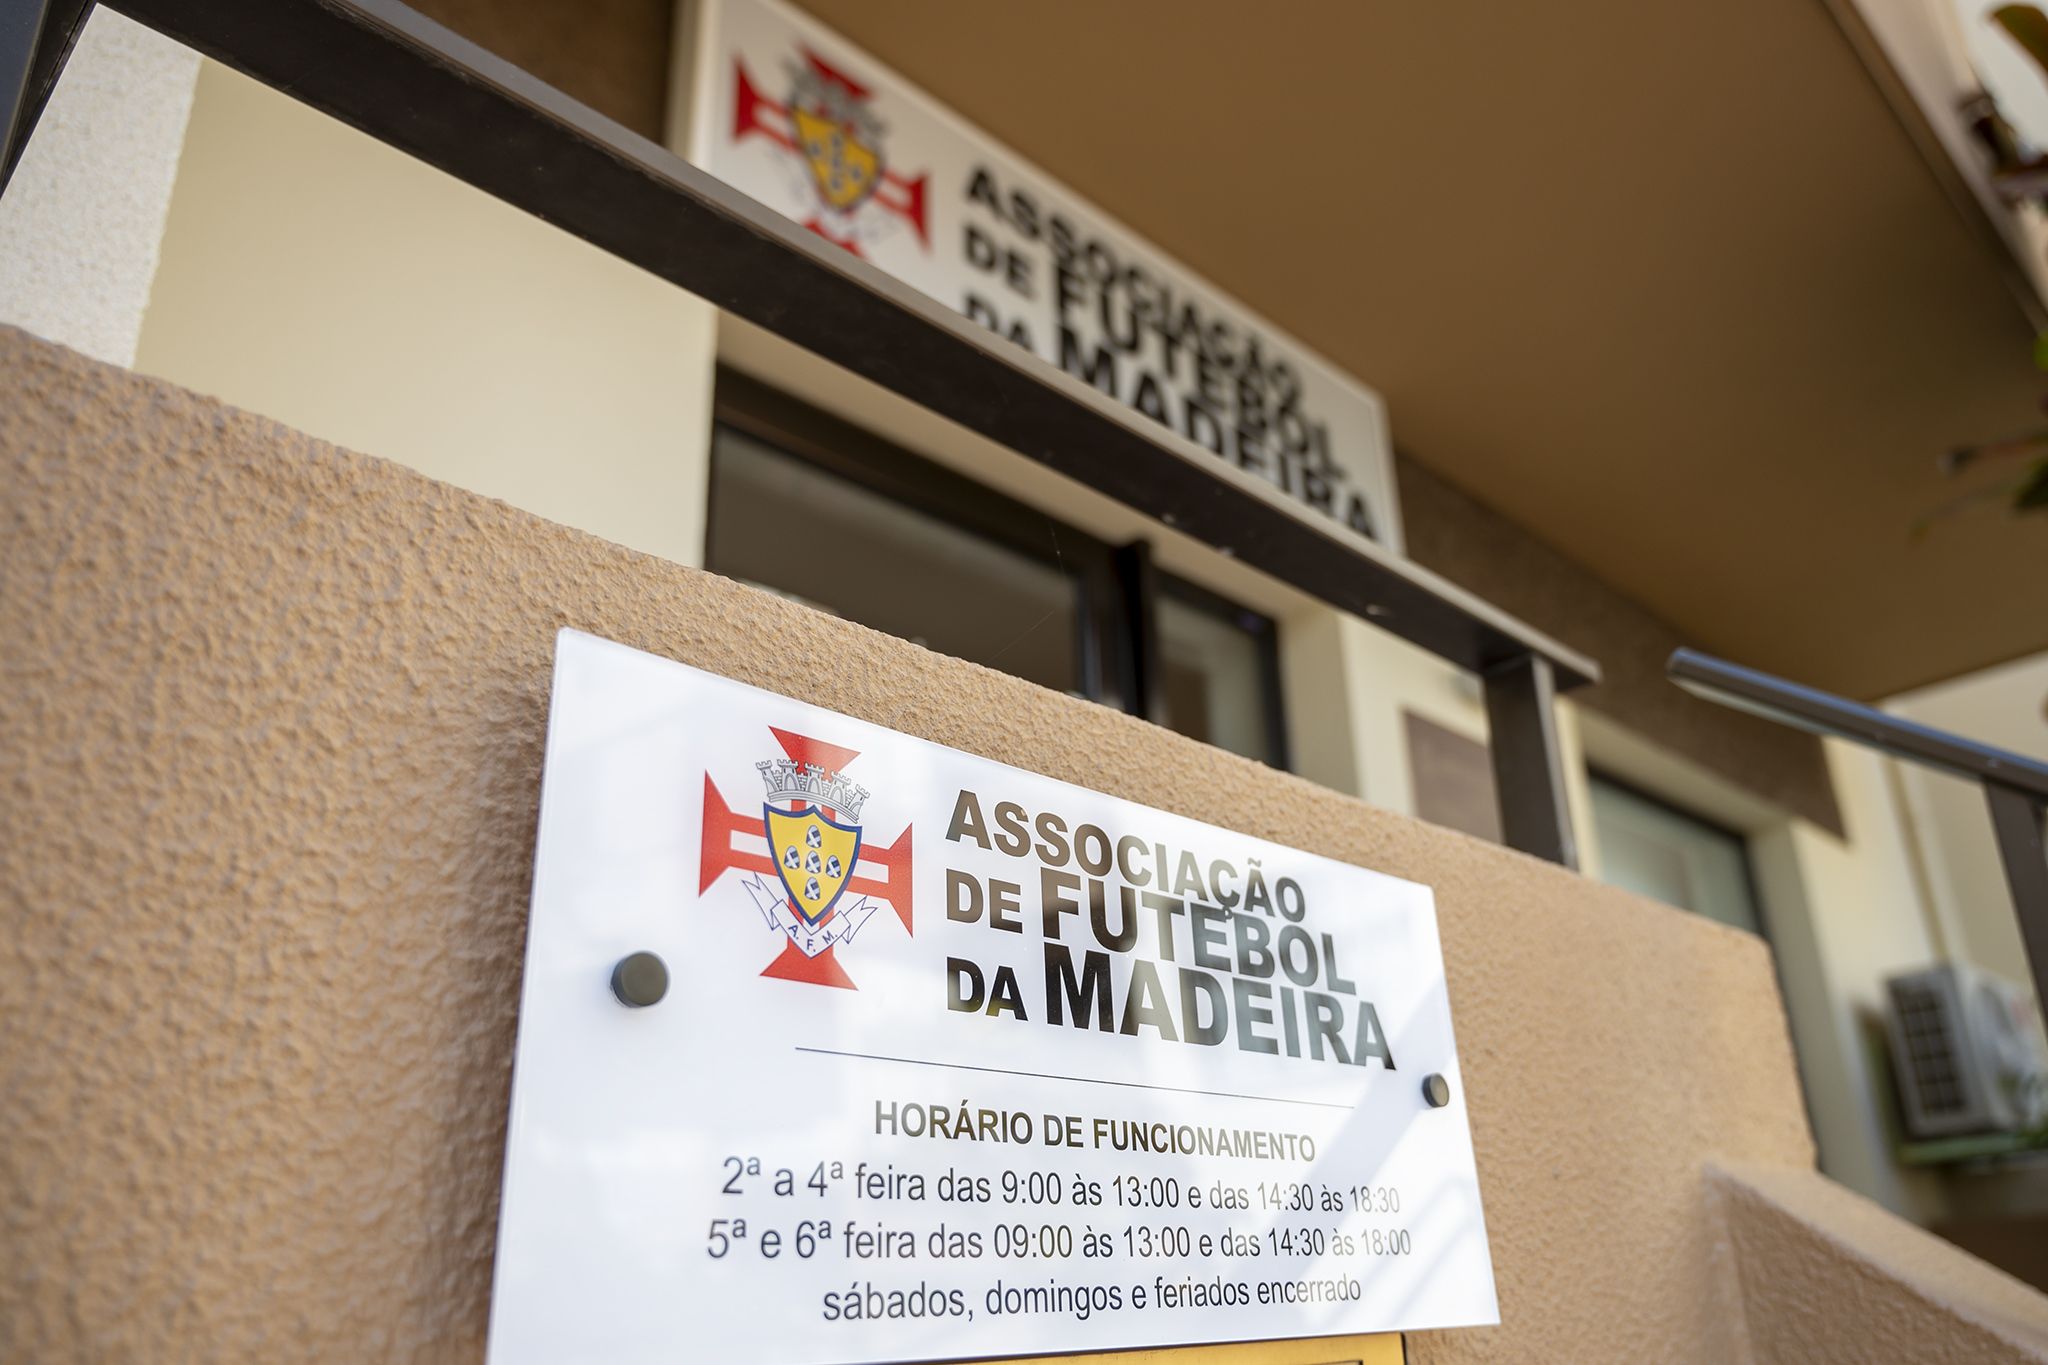 ASSOCIAÇÃO
DE FUTEBOL
DA MADEIRA
A. F. M.
ASSOCIAÇÃO
DE FUTEBOL
DA MADEIRA
HORÁRIO DE FUNCIONAMENTO
2ª a 4ª feira das 9:00 às 13:00 e das 14:30 às 18:30
5ª e 6ª feira das 09:00 às 13:00 e das 14:30 às 18:00
sábados, domingos e feriados encerrado